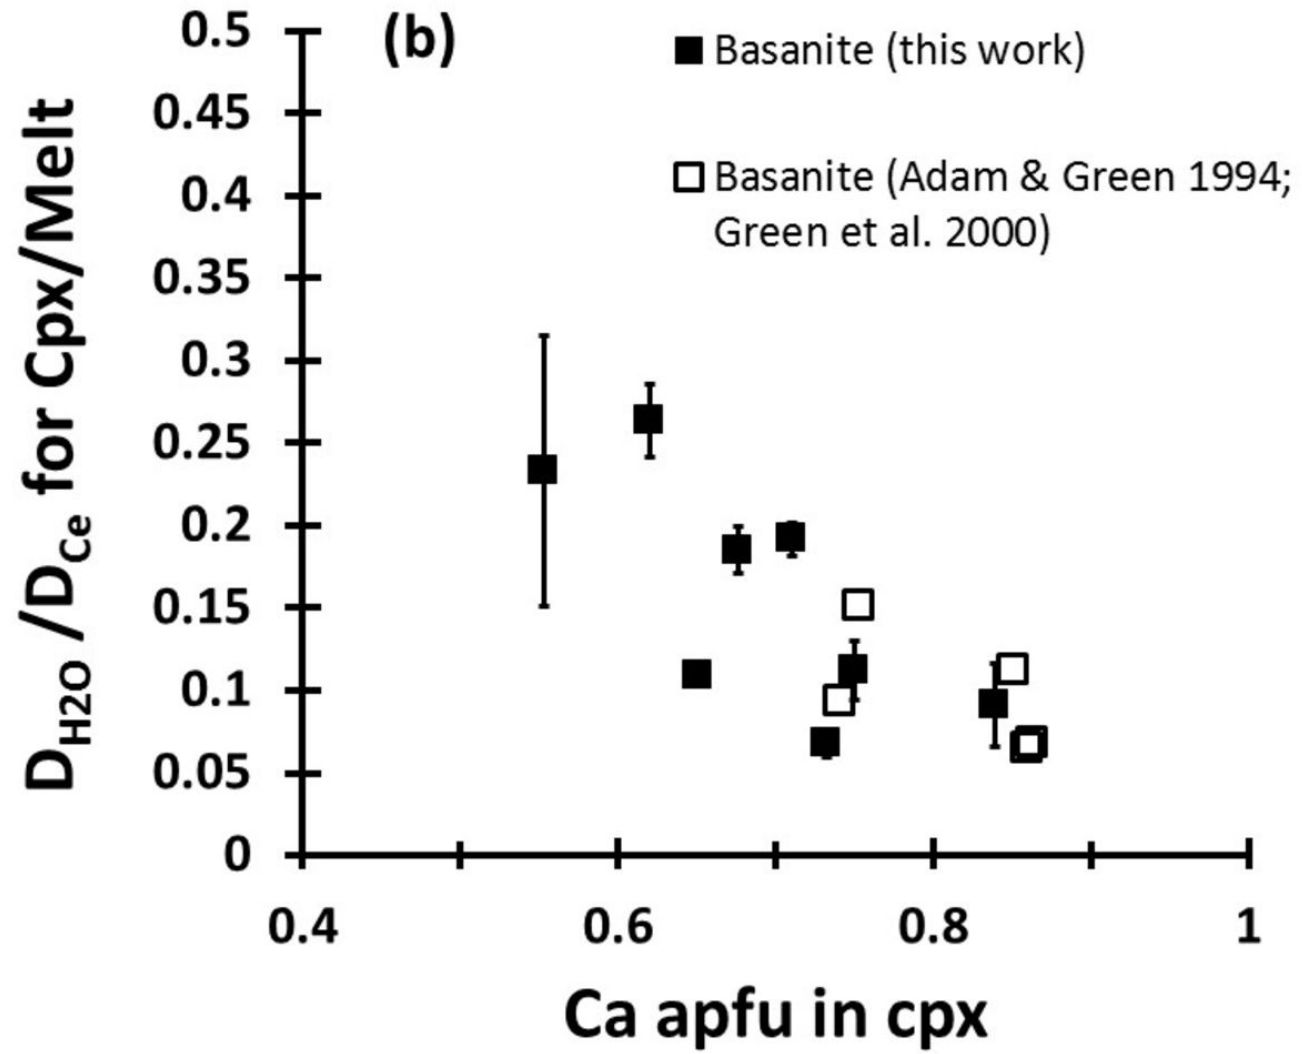 (b)
Basanite (this work)
Basanite (Adam & Green 1994;
Green et al. 2000)
D_H2O /D_Ce for Cpx/Melt
0.5
0.45
0.4
0.35
0.3
0.25
0.2
0.15
0.1
0.05
0
0.4 0.6 0.8 1
Ca apfu in cpx